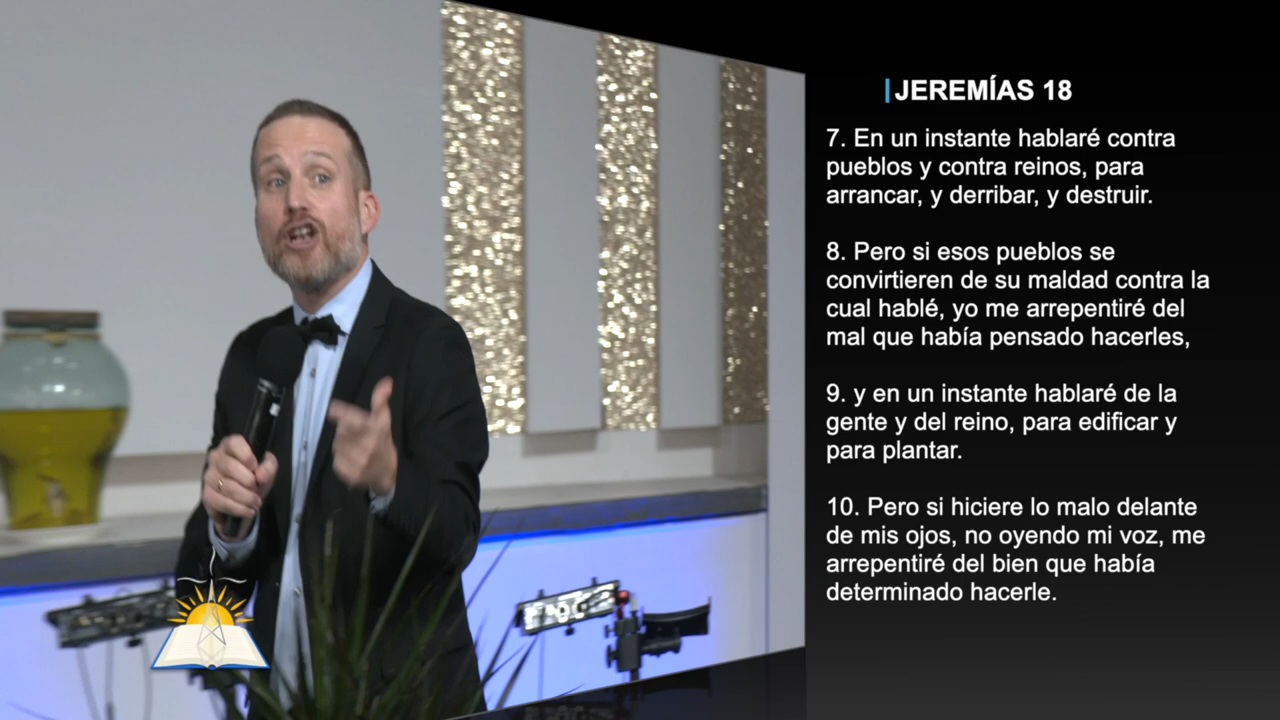 JEREMÍAS 18
7. En un instante hablaré contra
pueblos y contra reinos, para
arrancar, y derribar, y destruir.
8. Pero si esos pueblos se
convirtieren de su maldad contra la
cual hablé, yo me arrepentiré del
mal que había pensado hacerles,
9. y en un instante hablaré de la
gente y del reino, para edificar y
para plantar.
10. Pero si hiciere lo malo delante
de mis ojos, no oyendo mi voz, me
arrepentiré del bien que había
determinado hacerle.